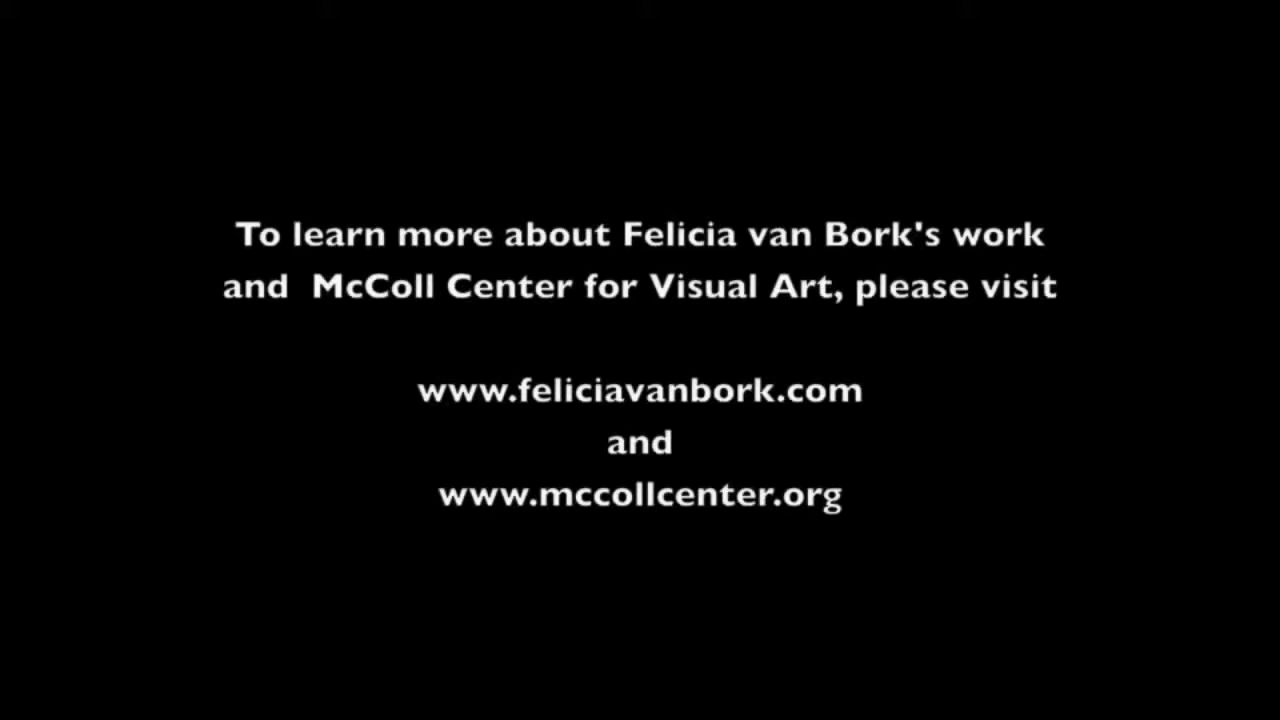 To learn more about Felicia van Bork's work
and  McColl Center for Visual Art, please visit
www.feliciavanbork.com
and
www.mccollcenter.org